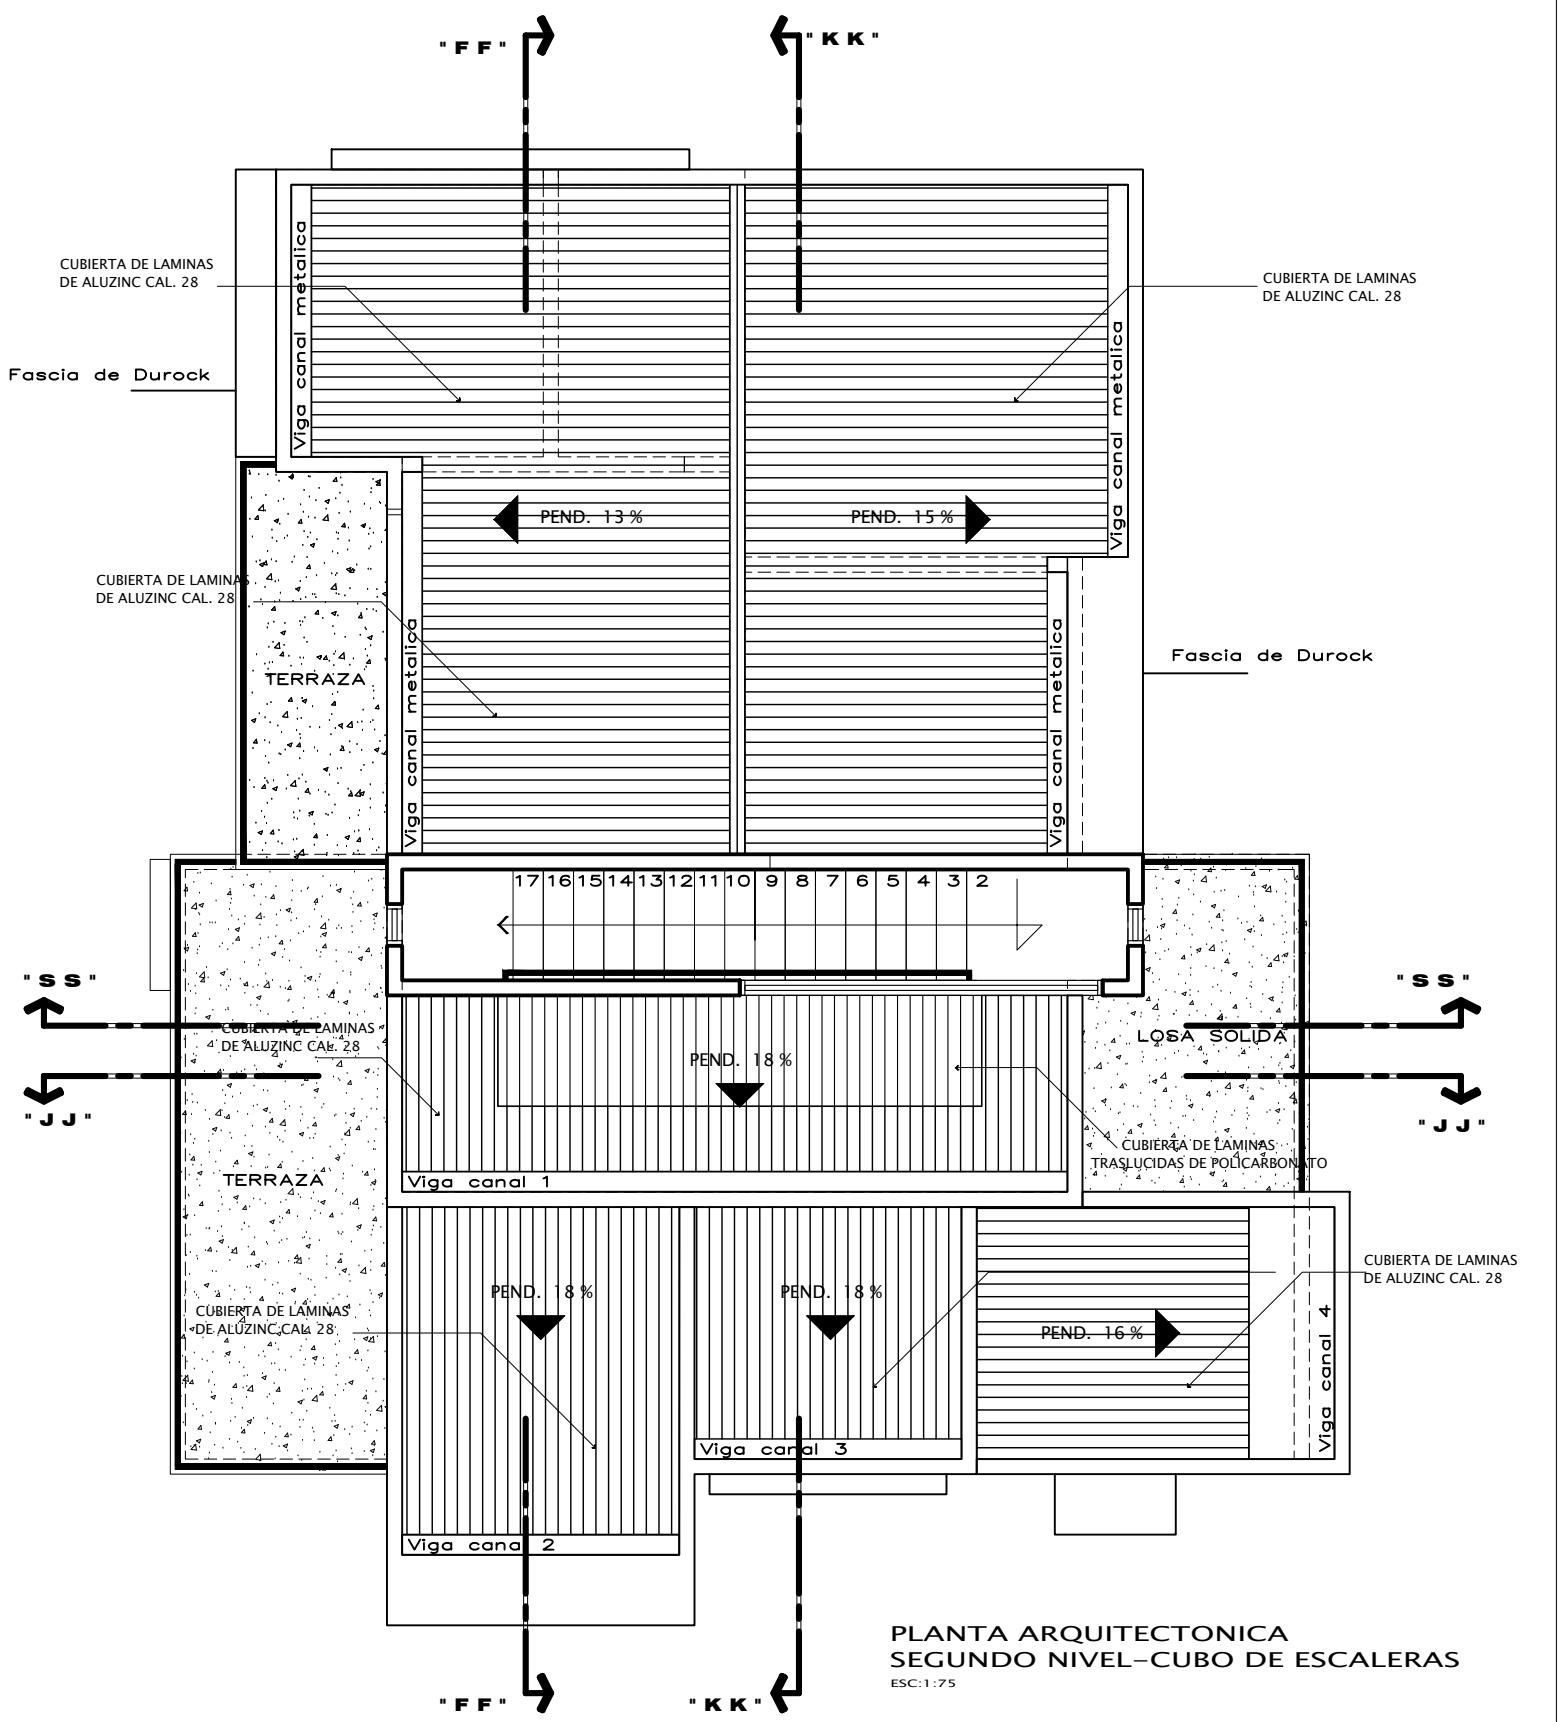 "FF"
"KK"
CUBIERTA DE LAMINAS
DE ALUZINC CAL. 28
Viga canal metalica
CUBIERTA DE LAMINAS
DE ALUZINC CAL. 28
Fascia de Durock
Viga canal metalica
PEND. 13 %
PEND. 15 %
CUBIERTA DE LAMINAS
DE ALUZINC CAL. 28
TERRAZA
Viga canal metalica
Viga canal metalica
Fascia de Durock
17 16 15 14 13 12 11 10 9 8 7 6 5 4 3 2
"SS"
"SS"
CUBIERTA DE LAMINAS
DE ALUZINC CAL. 28
LOSA SOLIDA
PEND. 18 %
"JJ"
"JJ"
CUBIERTA DE LAMINAS
TRASLUCIDAS DE POLICARBONATO
TERRAZA
Viga canal 1
CUBIERTA DE LAMINAS
DE ALUZINC CAL. 28
PEND. 18 %
PEND. 18 %
CUBIERTA DE LAMINAS
DE ALUZINC CAL. 28
PEND. 16 %
Viga canal 4
Viga canal 3
Viga canal 2
PLANTA ARQUITECTONICA
SEGUNDO NIVEL-CUBO DE ESCALERAS
ESC:1:75
"FF"
"KK"